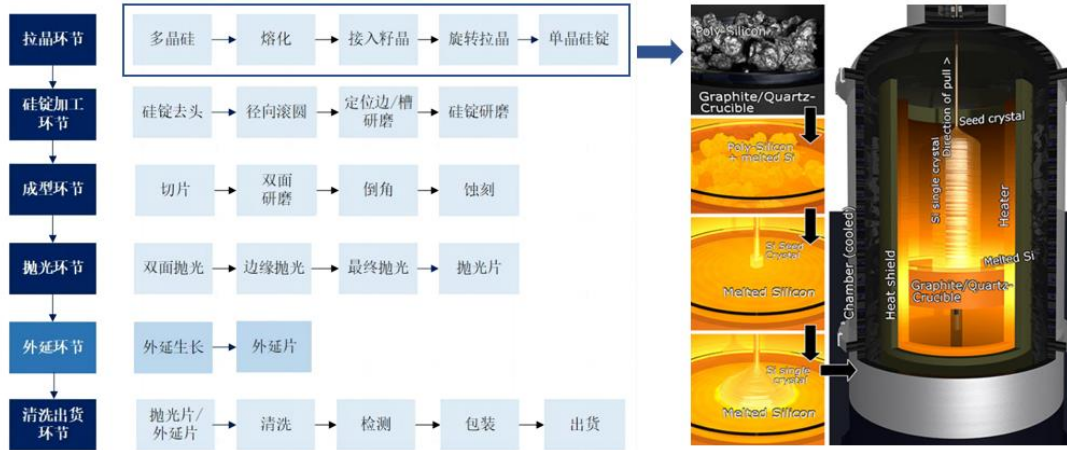 拉晶环节
多晶硅
熔化
接入籽晶
旋转拉晶
单晶硅锭
硅锭加工
环节
硅锭去头
径向滚圆
定位边/槽
研磨
硅锭研磨
成型环节
切片
双面
研磨
倒角
蚀刻
抛光环节
双面抛光
边缘抛光
最终抛光
抛光片
外延环节
外延生长
外延片
清洗出货
环节
抛光片/
外延片
清洗
检测
包装
出货
Poly-Silicon
Graphite/Quartz-
Crucible
Poly-Silicon
+ melted Si
Si Seed
Crystal
Melted Silicon
Si single
crystal
Melted Silicon
Direction of pull >
Seed crystal
Si single crystal
Heater
Melted Si
Graphite/Quartz-
Crucible
Heat shield
Chamber (cooled)